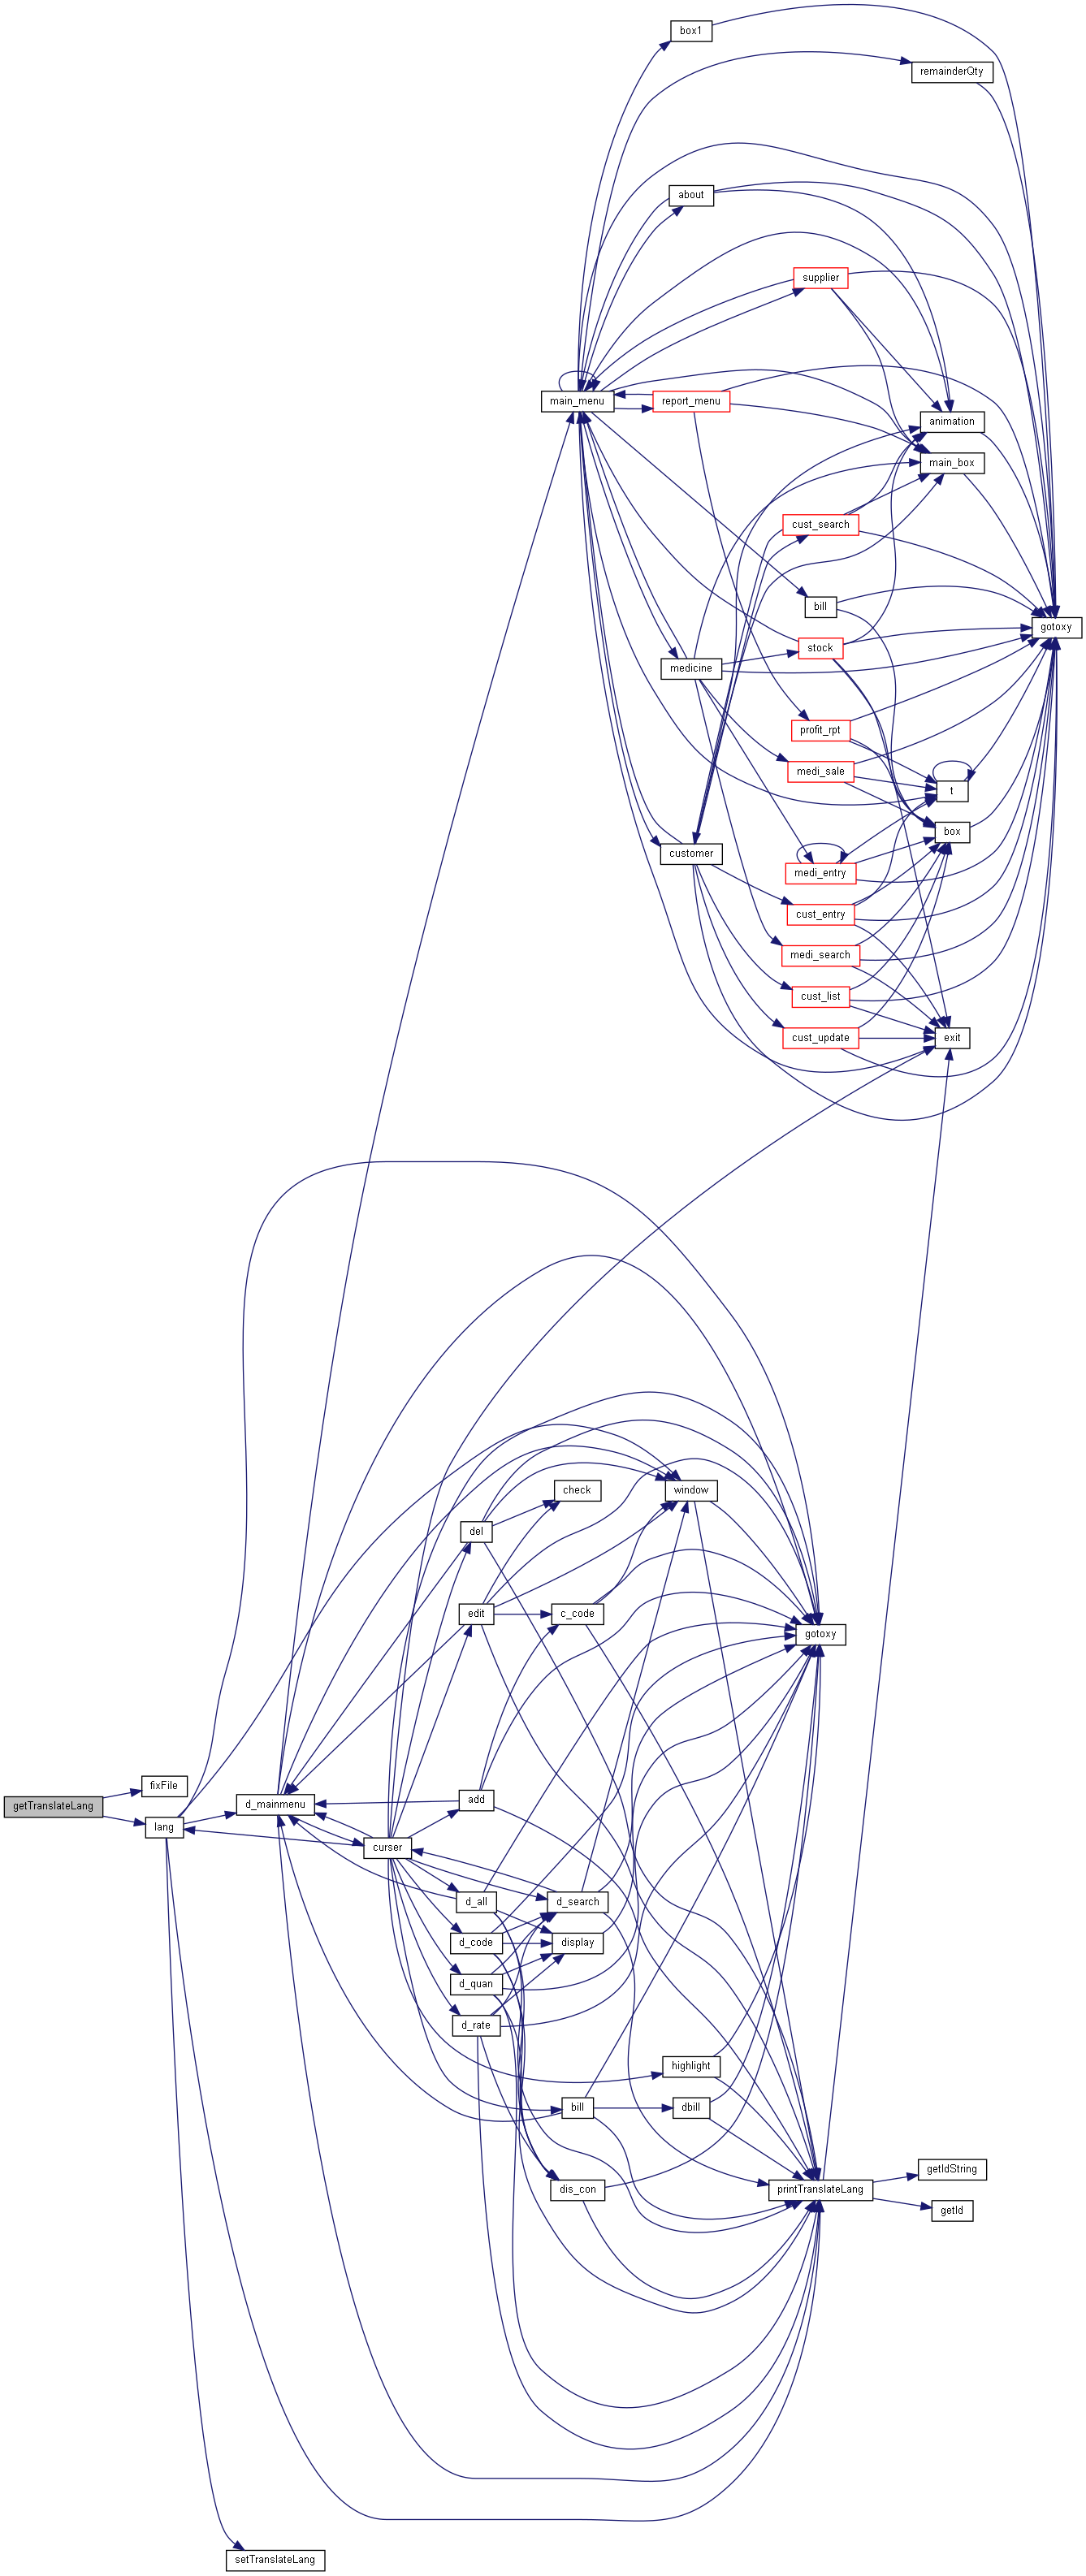 box1
remainderQty
about
supplier
main_menu
report_menu
animation
main_box
cust_search
bill
gotoxy
stock
medicine
profit_rpt
medi_sale
t
box
customer
medi_entry
cust_entry
medi_search
cust_list
cust_update
exit
check
window
del
edit
c_code
gotoxy
fixFile
add
d_mainmenu
getTranslateLang
lang
curser
d_all
d_search
d_code
display
d_quan
d_rate
highlight
bill
dbill
getIdString
dis_con
printTranslateLang
getId
setTranslateLang